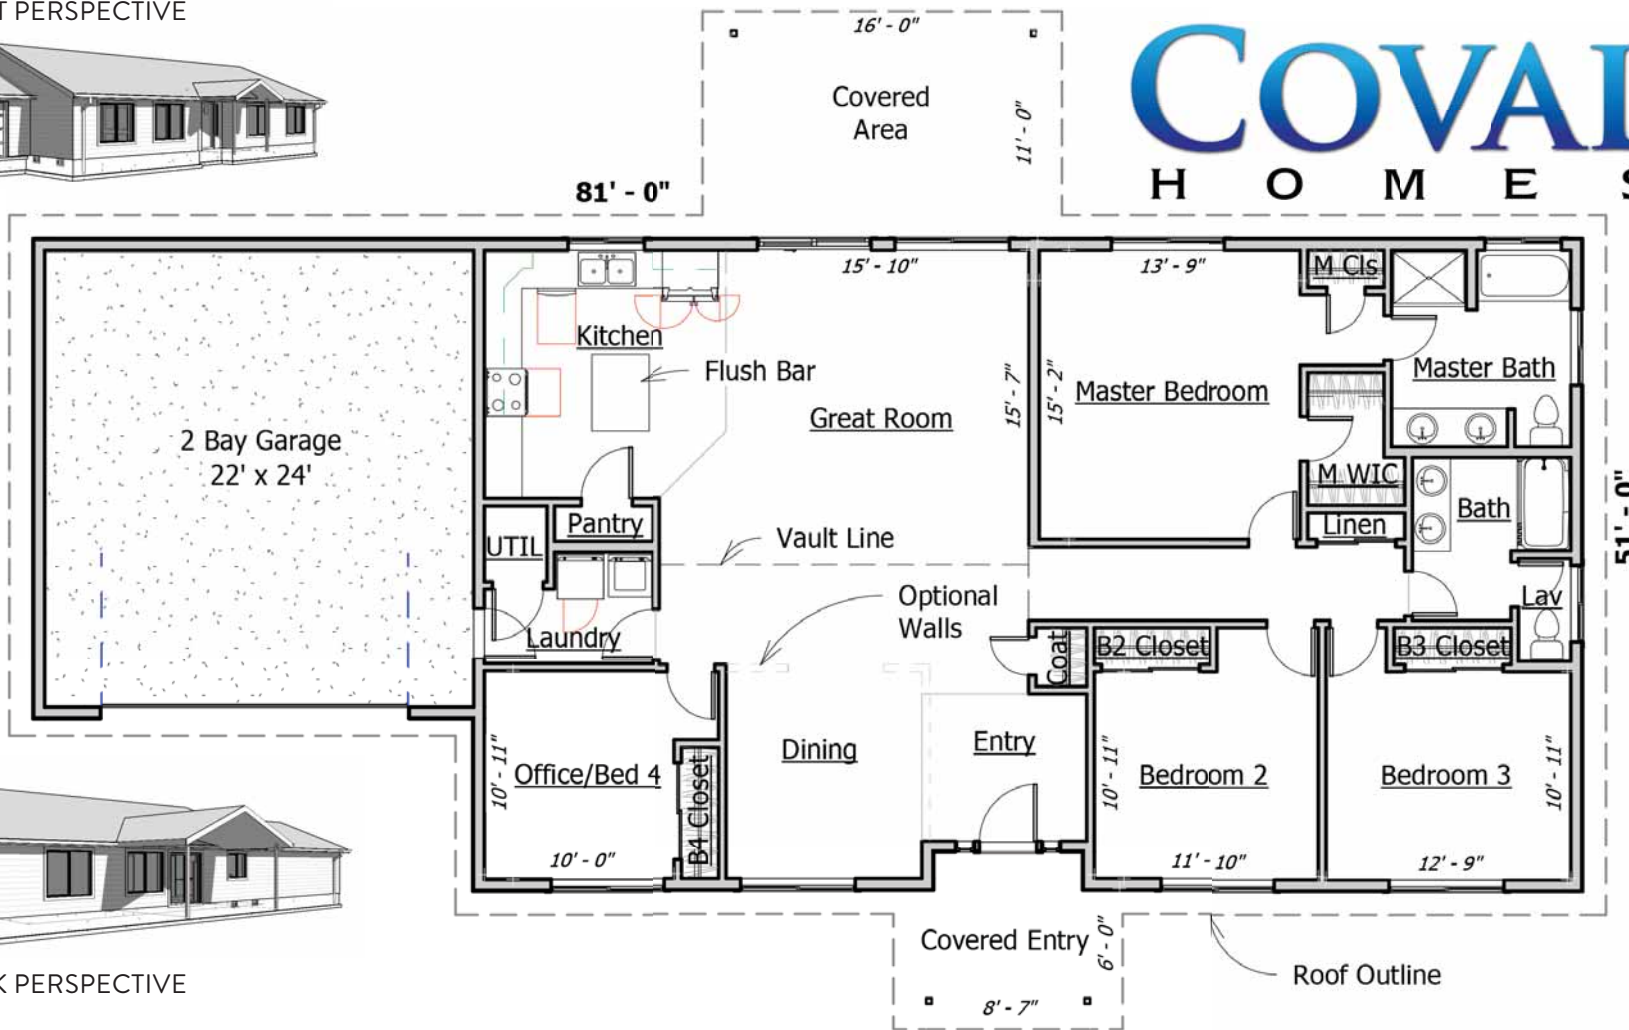 T PERSPECTIVE
16' - 0"
Covered
Area
11' - 0"
COVAL
HOMES
81' - 0"
15' - 10"
13' - 9"
M Cls
Kitchen
Flush Bar
Great Room
15' - 7"
15' - 2"
Master Bedroom
Master Bath
2 Bay Garage
22' x 24'
M WIC
Bath
51' - 0"
Pantry
Linen
UTIL
Vault Line
Optional
Walls
Lav
Laundry
Coat
B2 Closet
B3 Closet
Dining
Entry
10' - 11"
Office/Bed 4
B4 Closet
10' - 11"
Bedroom 2
Bedroom 3
10' - 11"
10' - 0"
11' - 10"
12' - 9"
Covered Entry
6' - 0"
8' - 7"
Roof Outline
K PERSPECTIVE